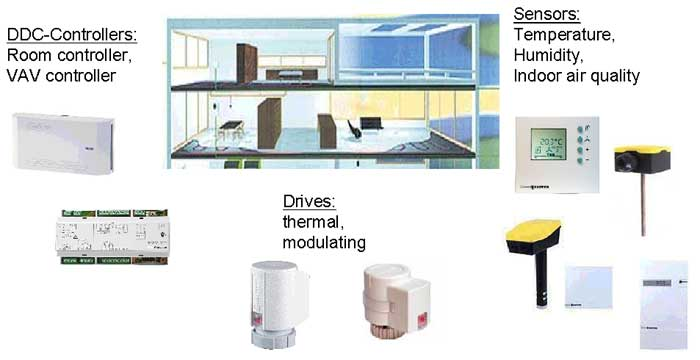 DDC-Controllers:
Room controller,
VAV controller
Sensors:
Temperature,
Humidity,
Indoor air quality
Drives:
thermal,
modulating